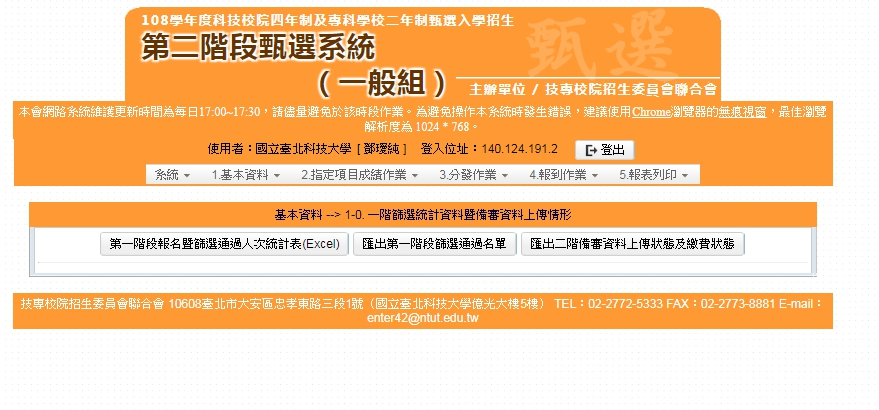 108學年度科技校院四年制及專科學校二年制甄選入學招生
甄選
第二階段甄選系統
（一般組）
主辦單位 / 技專校院招生委員會聯合會
本會網路系統維護更新時間為每日17:00~17:30，請儘量避免於該時段作業。為避免操作本系統時發生錯誤，建議使用Chrome瀏覽器的無痕視窗，最佳瀏覽
解析度為 1024 * 768。
使用者：國立臺北科技大學 [ 鄧璦純 ] 登入位址：140.124.191.2 登出
系統 1.基本資料 2.指定項目成績作業 3.分發作業 4.報到作業 5.報表列印
基本資料 --> 1-0. 一階篩選統計資料暨備審資料上傳情形
第一階段報名暨篩選通過人次統計表(Excel) 匯出第一階段篩選通過名單 匯出二階備審資料上傳狀態及繳費狀態
技專校院招生委員會聯合會 10608臺北市大安區忠孝東路三段1號（國立臺北科技大學億光大樓5樓） TEL：02-2772-5333 FAX：02-2773-8881 E-mail：
enter42@ntut.edu.tw